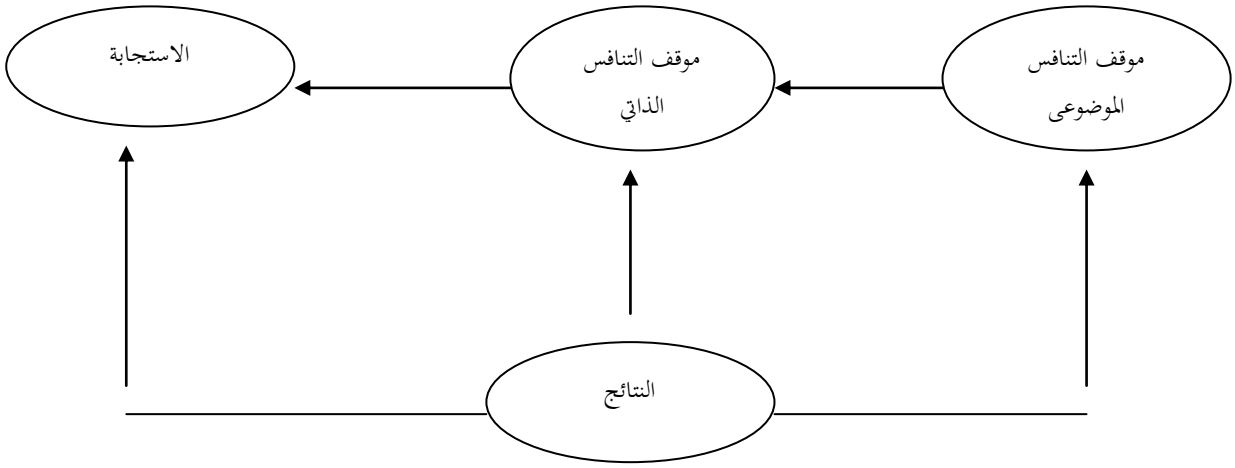 موقف التنافس
الموضوعى
موقف التنافس
الذاتي
الاستجابة
النتائج